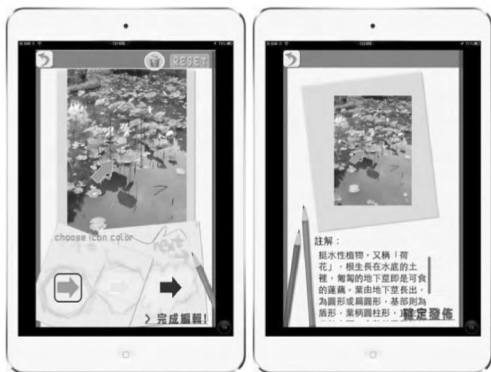 RESET
choose icon color
text
> 完成編輯!
註解：
挺水性植物，又稱「荷
花」，根生長在水底的土
種，匍匐的地下莖即是可食
的蓮藕，葉由地下莖長出，
為圓形或扁圓形，基部則為
盾形，葉柄圓柱形，
確定發佈